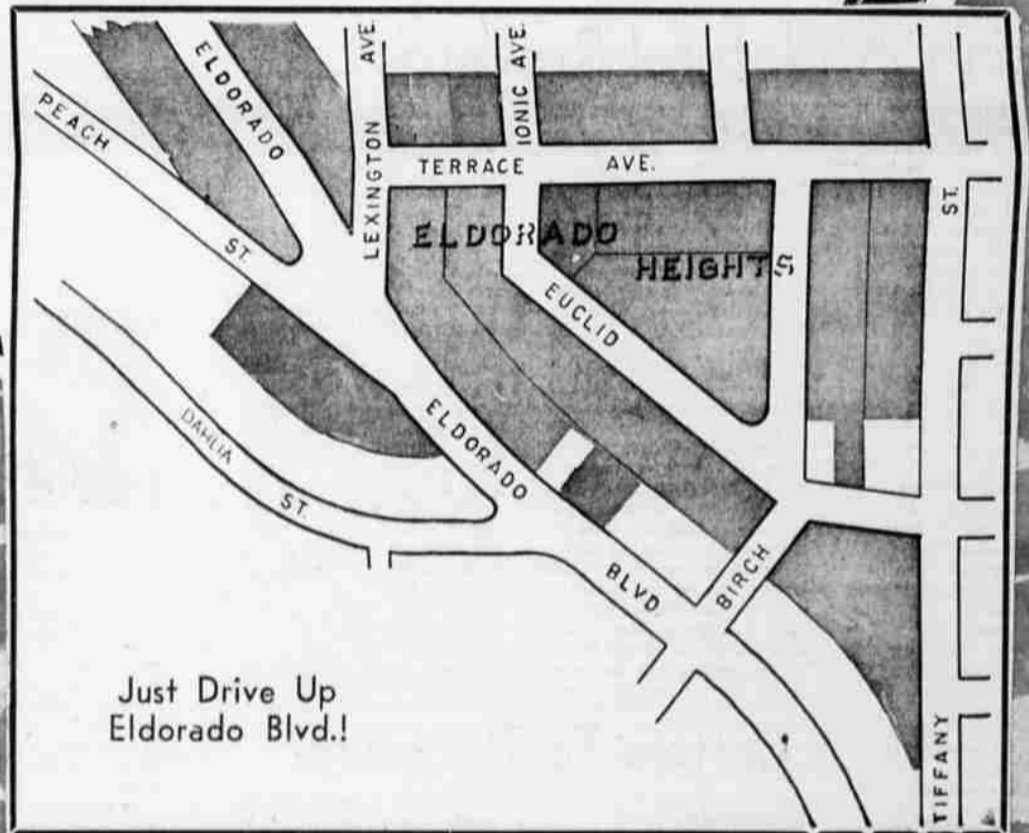 ELDORADO
LEXINGTON AVE.
IONIC AVE.
PEACH ST.
TERRACE AVE.
ELDORADO HEIGHTS
ST.
EUCLID
DAHLIA ST.
ELDORADO BLVD.
BIRCH
TIFFANY
Just Drive Up
Eldorado Blvd.!